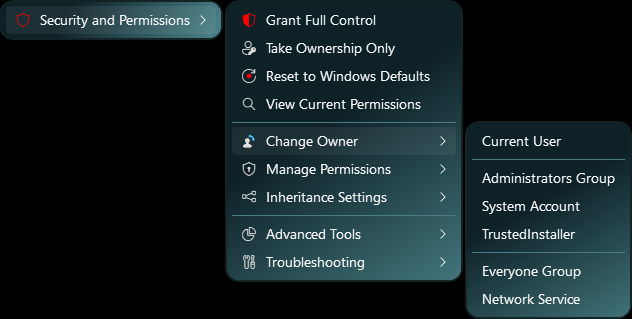 Security and Permissions
Grant Full Control
Take Ownership Only
Reset to Windows Defaults
View Current Permissions
Change Owner
Manage Permissions
Inheritance Settings
Advanced Tools
Troubleshooting
Current User
Administrators Group
System Account
TrustedInstaller
Everyone Group
Network Service